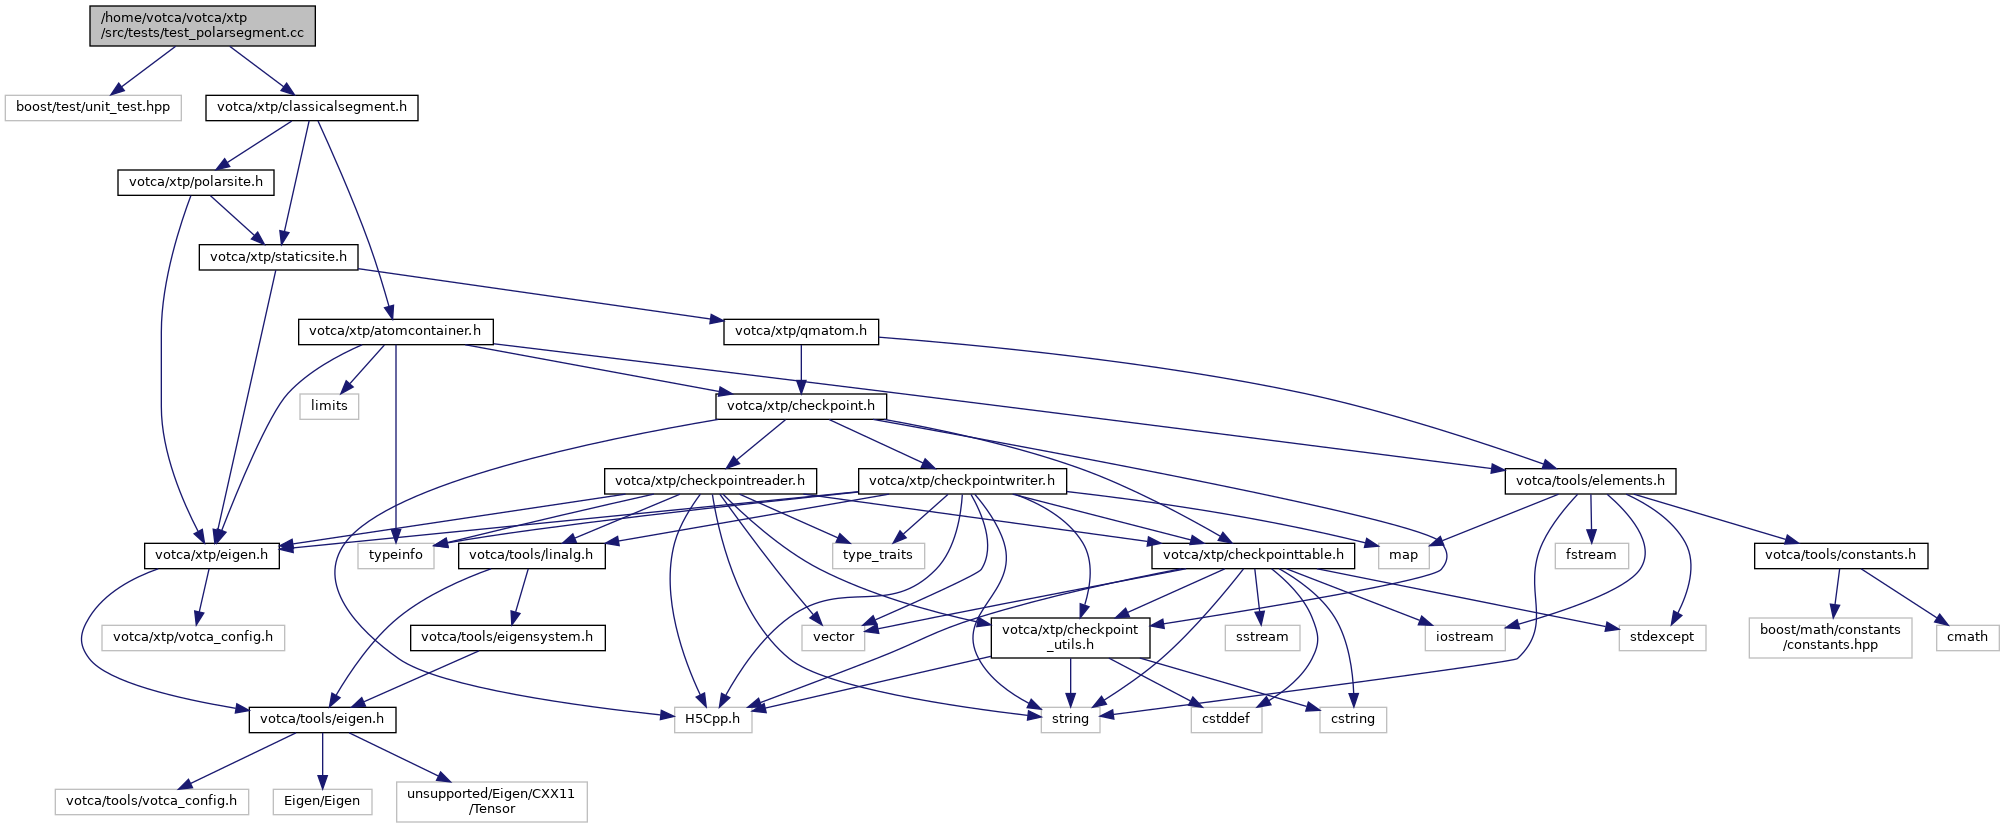 /home/votca/votca/xtp
/src/tests/test_polarsegment.cc
boost/test/unit_test.hpp
votca/xtp/classicalsegment.h
votca/xtp/polarsite.h
votca/xtp/staticsite.h
votca/xtp/atomcontainer.h
votca/xtp/qmatom.h
limits
votca/xtp/checkpoint.h
votca/xtp/checkpointreader.h
votca/xtp/checkpointwriter.h
votca/tools/elements.h
votca/xtp/eigen.h
typeinfo
votca/tools/linalg.h
type_traits
votca/xtp/checkpointtable.h
map
fstream
votca/tools/constants.h
votca/xtp/votca_config.h
votca/tools/eigensystem.h
vector
votca/xtp/checkpoint
_utils.h
sstream
iostream
stdexcept
boost/math/constants
/constants.hpp
cmath
votca/tools/eigen.h
H5Cpp.h
string
cstddef
cstring
votca/tools/votca_config.h
Eigen/Eigen
unsupported/Eigen/CXX11
/Tensor